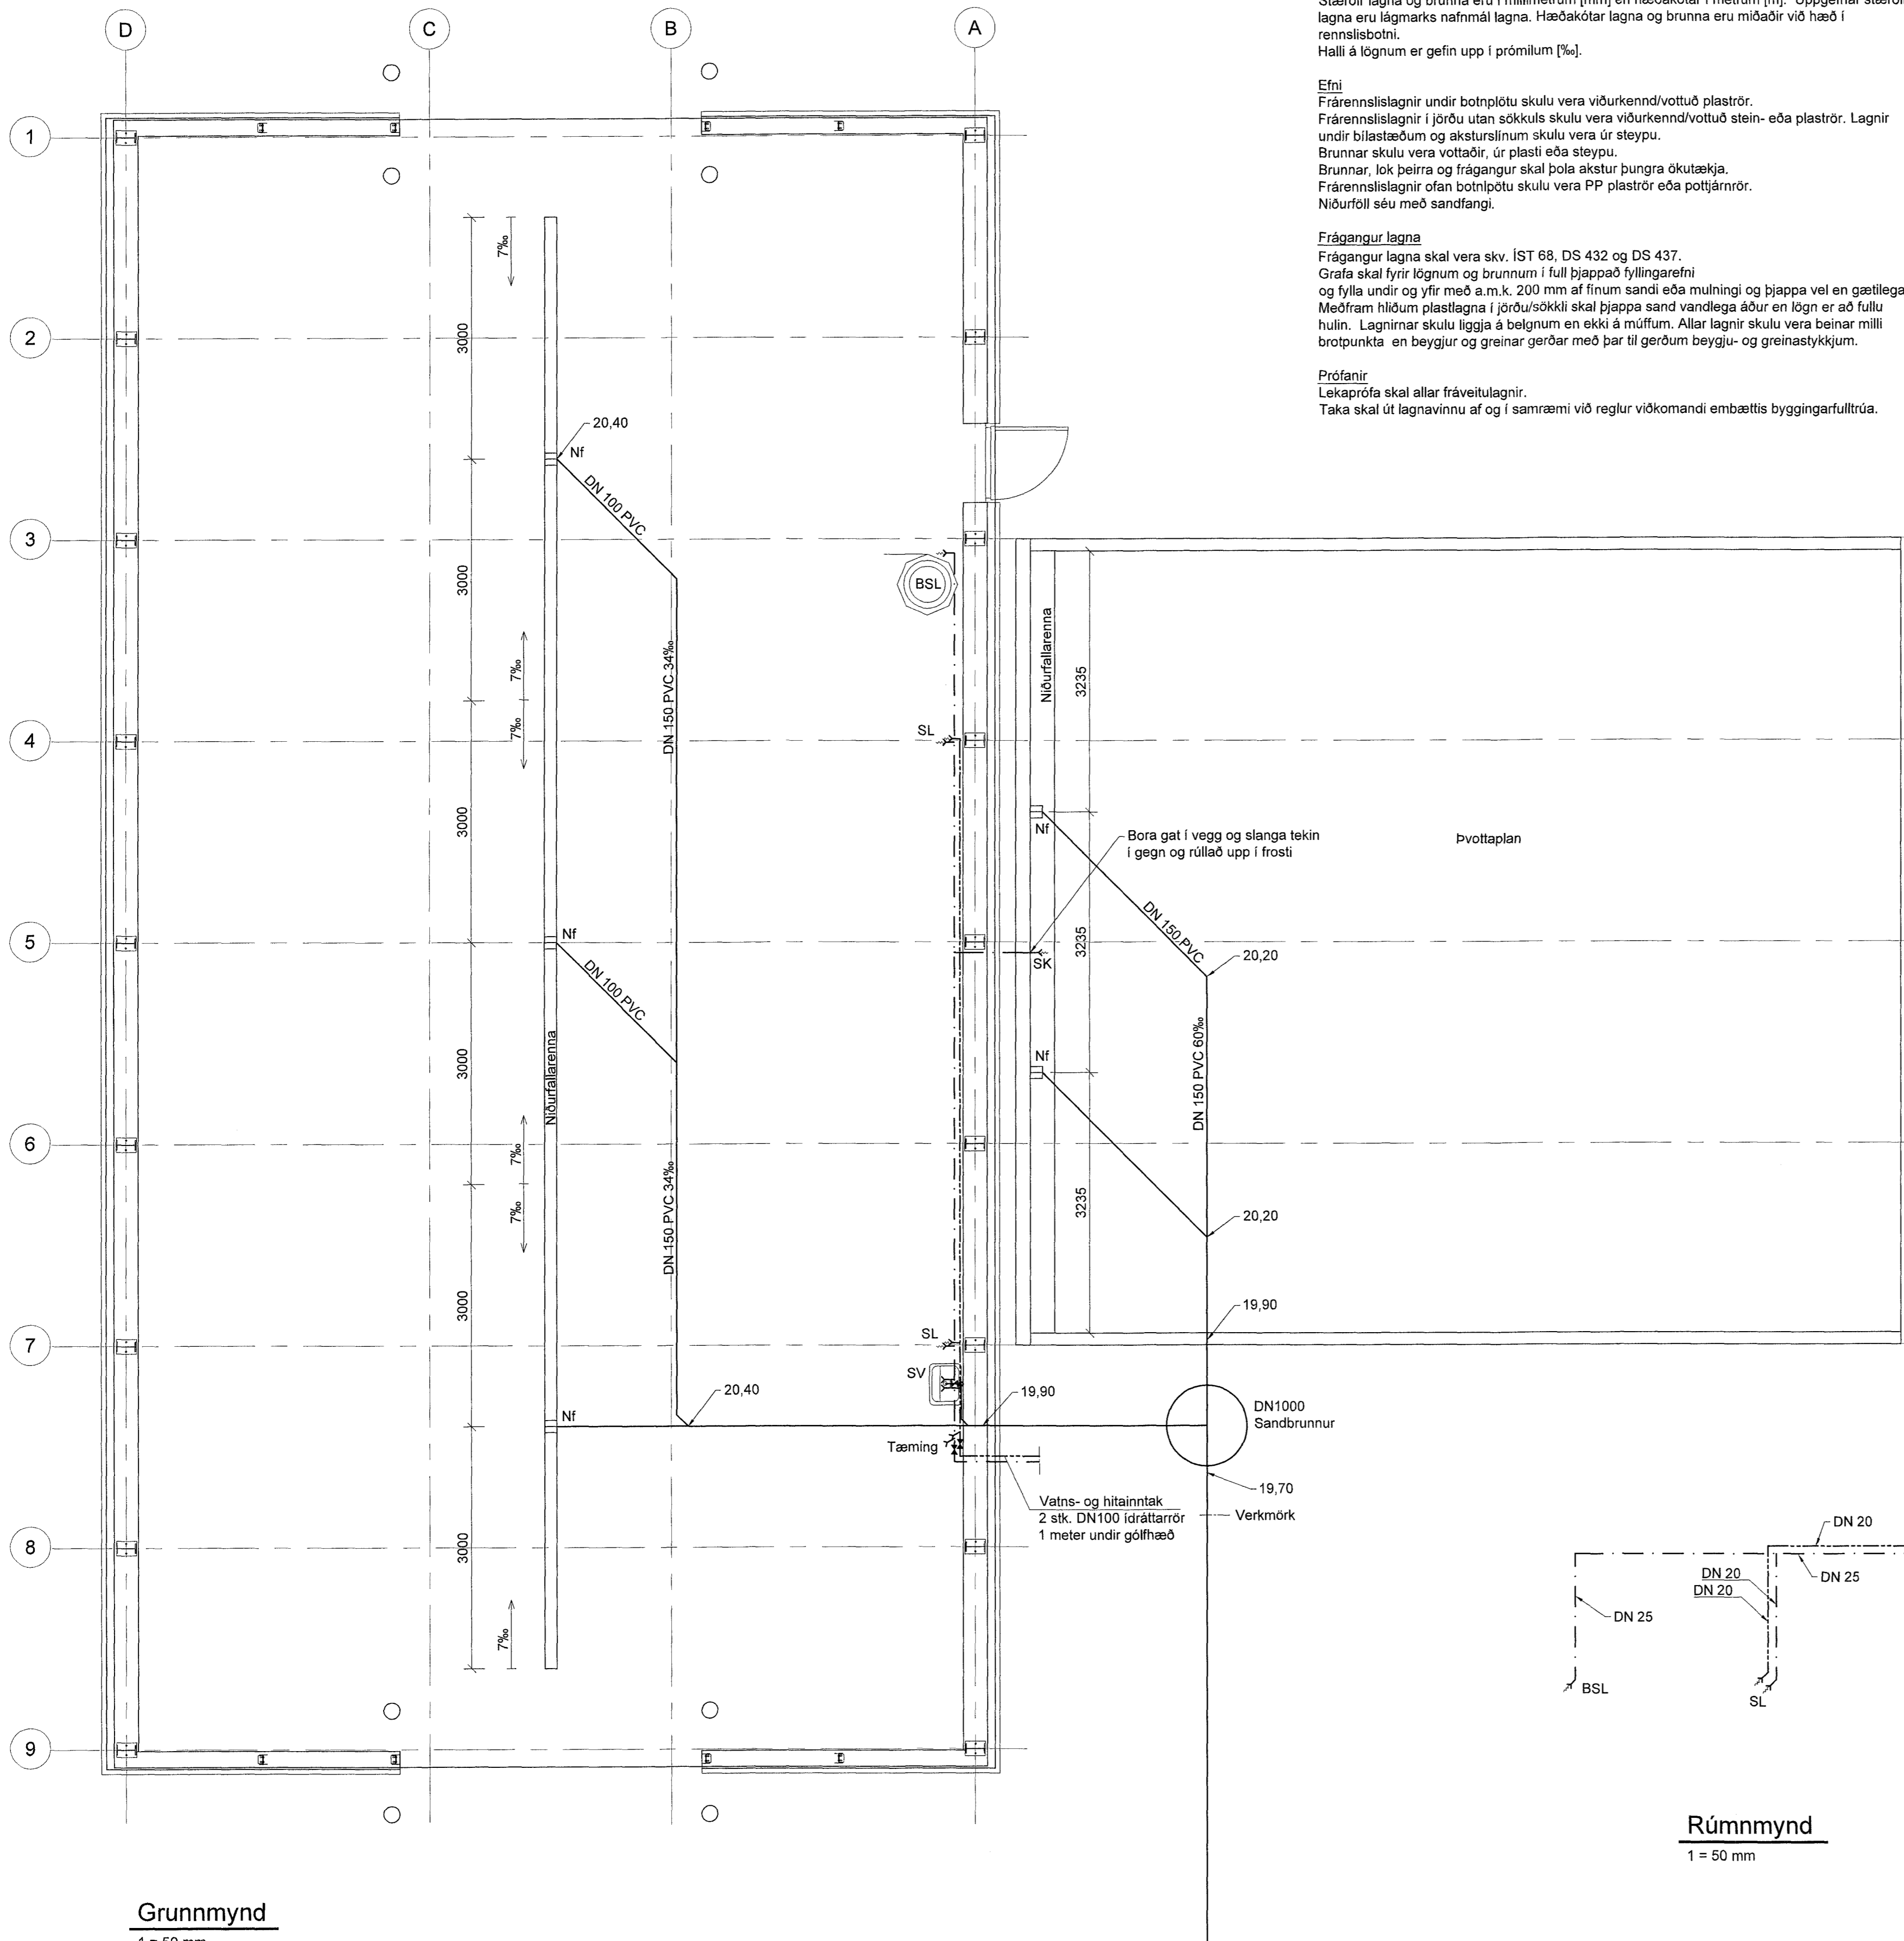 Stærðir lagna og brunna eru í millimetrum [mm] en hæðakótar í metrum [m]. Uppgefnar stærðir
lagna eru lágmarks nafnmál lagna. Hæðakótar lagna og brunna eru miðaðir við hæð í
rennslisbotni.
Halli á lögnum er gefin upp í prómilum [‰].
Efni
Frárennslislagnir undir botnplötu skulu vera viðurkennd/vottuð plaströr.
Frárennslislagnir í jörðu utan sökkuls skulu vera viðurkennd/vottuð stein- eða plaströr. Lagnir
undir bílastæðum og aksturslínum skulu vera úr steypu.
Brunnar skulu vera vottaðir, úr plasti eða steypu.
Brunnar, lok þeirra og frágangur skal þola akstur þungra ökutækja.
Frárennslislagnir ofan botnlpötu skulu vera PP plaströr eða pottjárnrör.
Niðurföll séu með sandfangi.
Frágangur lagna
Frágangur lagna skal vera skv. ÍST 68, DS 432 og DS 437.
Grafa skal fyrir lögnum og brunnum í full þjappað fyllingarefni
og fylla undir og yfir með a.m.k. 200 mm af fínum sandi eða mulningi og þjappa vel en gætilega
Meðfram hliðum plastlagna í jörðu/sökkli skal þjappa sand vandlega áður en lögn er að fullu
hulin. Lagnirnar skulu liggja á belgnum en ekki á múffum. Allar lagnir skulu vera beinar milli
brotpunkta en beygjur og greinar gerðar með þar til gerðum beygju- og greinastykkjum.
Prófanir
Lekaprófa skal allar fráveitulagnir.
Taka skal út lagnavinnu af og í samræmi við reglur viðkomandi embættis byggingarfulltrúa.
D
C
B
A
1
2
3
4
5
6
7
8
9
7‰
3000
20,40
Nf
DN 100 PVC
3000
BSL
7‰
DN 150 PVC 34‰
7‰
SL
3000
Nf
DN 100 PVC
3000
Niðurfallarenna
7‰
7‰
DN 150 PVC 34‰
3000
SL
SV
20,40
Nf
19,90
Tæming
3000
7‰
Niðurfallarenna
3235
Nf
Bora gat í vegg og slanga tekin
í gegn og rúllað upp í frosti
Þvottaplan
DN 150 PVC
3235
SK
20,20
Nf
DN 150 PVC 60‰
3235
20,20
19,90
DN1000
Sandbrunnur
19,70
Verkmörk
Vatns- og hitainntak
2 stk. DN100 ídráttarrör
1 meter undir gólfhæð
DN 20
DN 25
DN 20
DN 20
DN 25
BSL
SL
Rúmnmynd
1 = 50 mm
Grunnmynd
1 = 50 mm